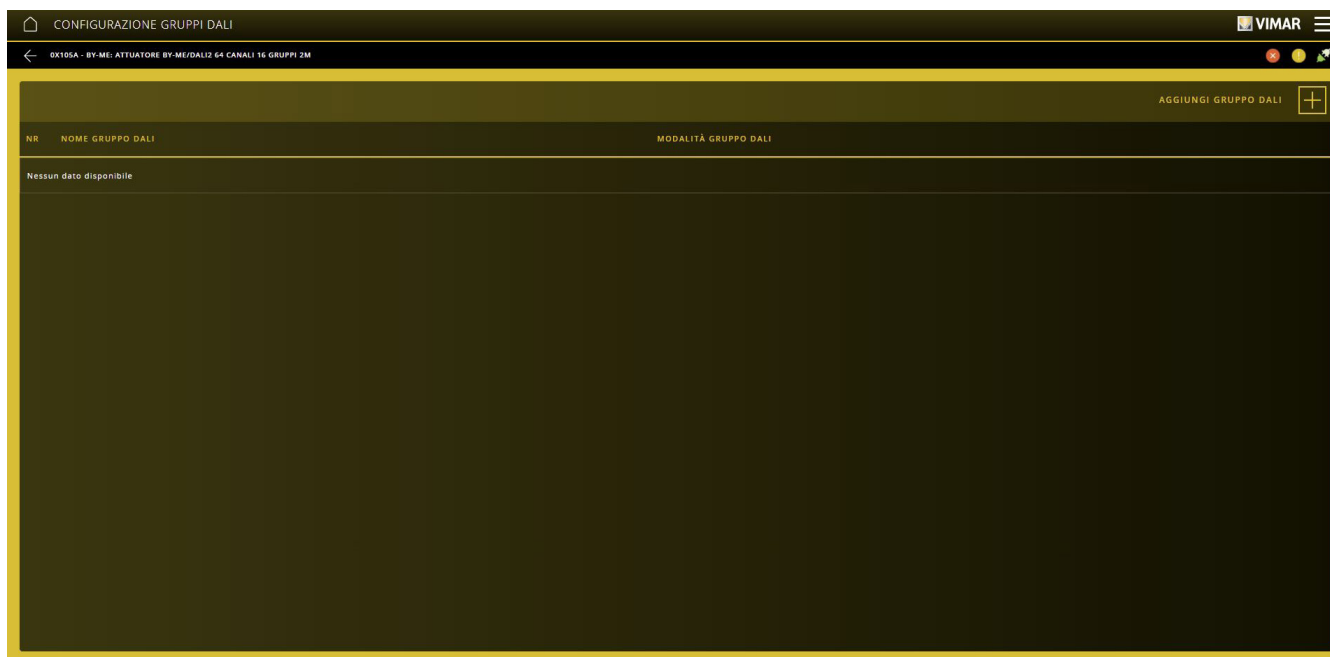 CONFIGURAZIONE GRUPPI DALI
VIMAR
0X105A - BY-ME: ATTUATORE BY-ME/DALI2 64 CANALI 16 GRUPPI 2M
AGGIUNGI GRUPPO DALI
NR NOME GRUPPO DALI MODALITÀ GRUPPO DALI
Nessun dato disponibile